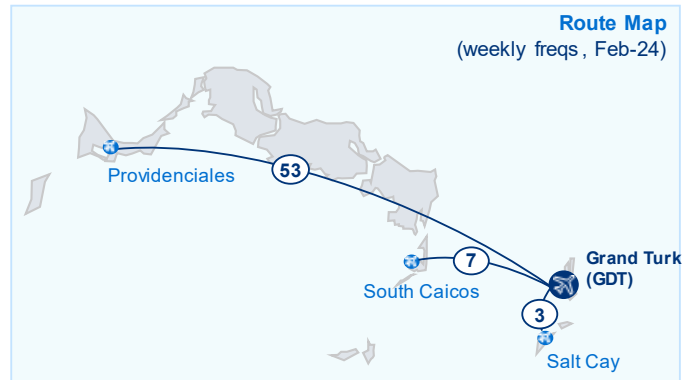 Route Map
(weekly freqs, Feb-24)
53
Providenciales
7
Grand Turk
(GDT)
South Caicos
3
Salt Cay